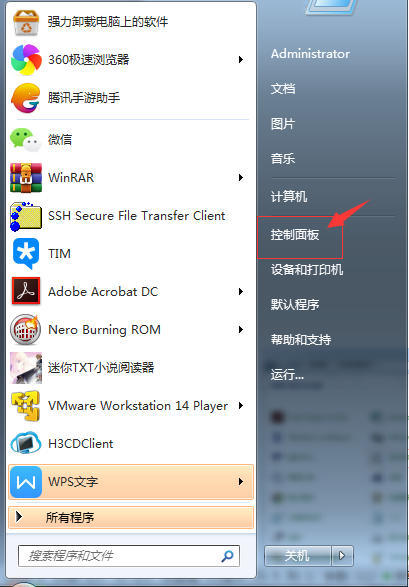 强力卸载电脑上的软件
360极速浏览器
腾讯手游助手
微信
WinRAR
SSH Secure File Transfer Client
TIM
Adobe Acrobat DC
Nero Burning ROM
迷你TXT小说阅读器
VMware Workstation 14 Player
H3CDClient
WPS文字
所有程序
搜索程序和文件
Administrator
文档
图片
音乐
计算机
控制面板
设备和打印机
默认程序
帮助和支持
运行...
关机